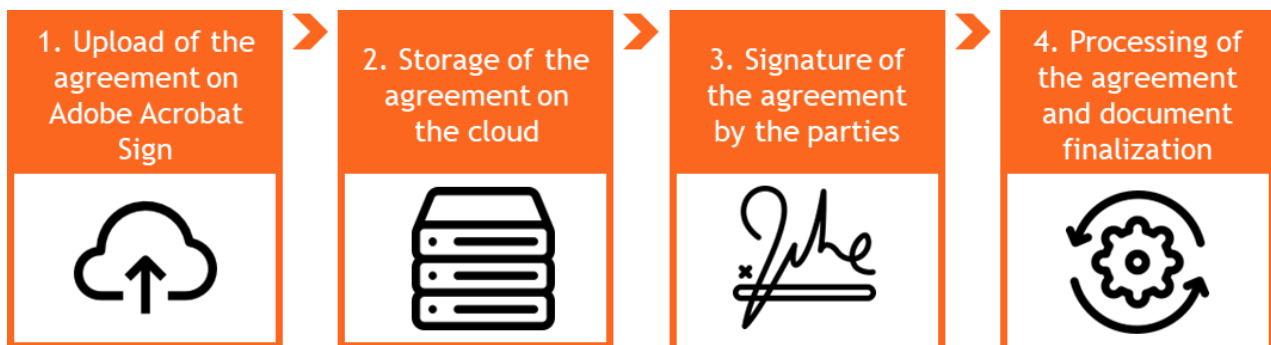 1. Upload of the
agreement on
Adobe Acrobat
Sign
2. Storage of the
agreement on
the cloud
3. Signature of
the agreement
by the parties
4. Processing of
the agreement
and document
finalization